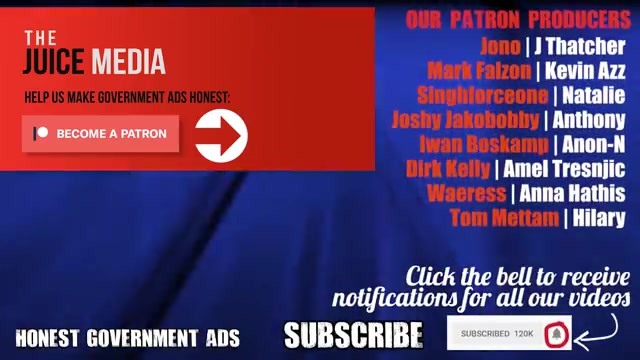 THE
JUICE MEDIA
HELP US MAKE GOVERNMENT ADS HONEST:
BECOME A PATRON
OUR PATRON PRODUCERS
Jono | J Thatcher
Mark Falzon | Kevin Azz
Singhforceone | Natalie
Joshy Jakobobby | Anthony
Iwan Boskamp | Anon-N
Dirk Kelly | Amel Tresnjic
Waeress | Anna Hathis
Tom Mettam | Hilary
Click the bell to receive
notifications for all our videos
HONEST GOVERNMENT ADS
SUBSCRIBE
SUBSCRIBED 120K